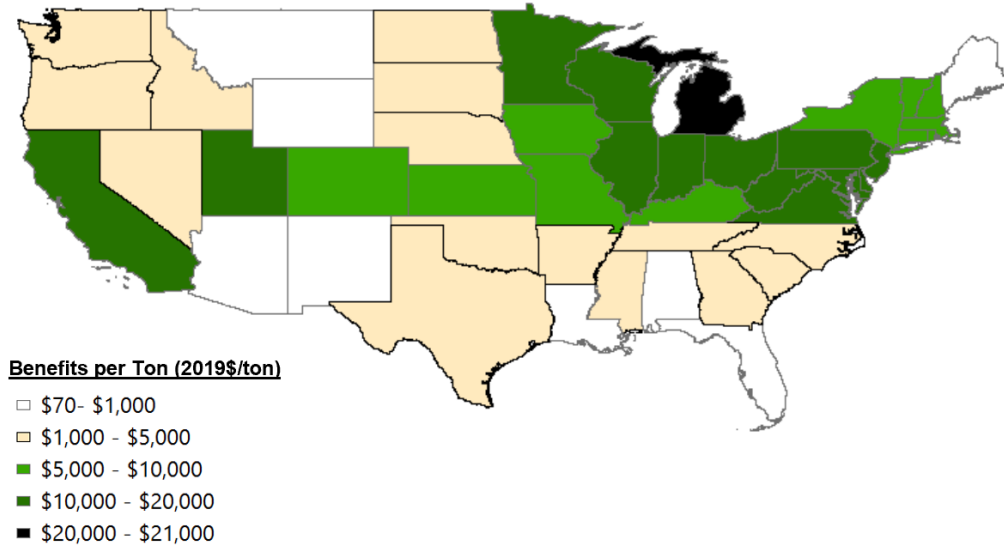 Benefits per Ton (2019$/ton)
$70- $1,000
$1,000 - $5,000
$5,000 - $10,000
$10,000 - $20,000
$20,000 - $21,000